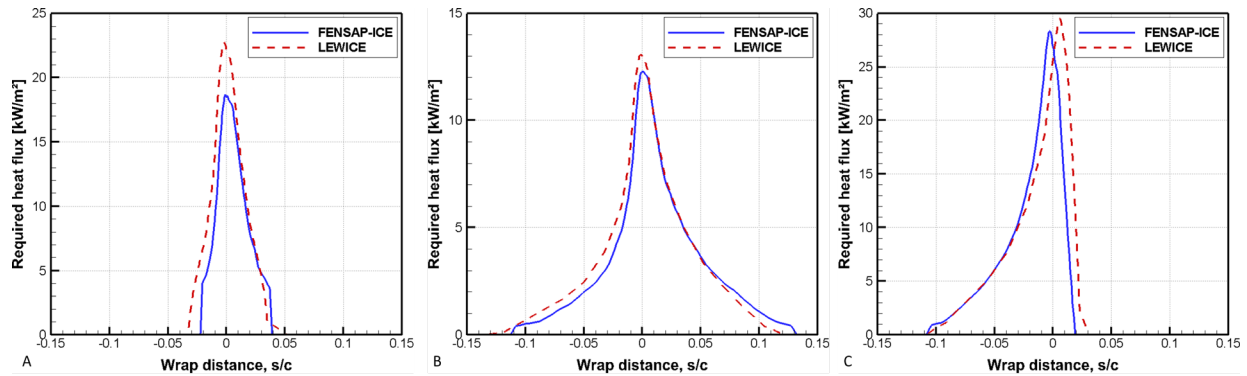 25
20
15
10
5
0
Required heat flux [kW/m²]
FENSAP-ICE
LEWICE
-0.15 -0.1 -0.05 0 0.05 0.1 0.15
Wrap distance, s/c
A
15
10
5
0
Required heat flux [kW/m²]
FENSAP-ICE
LEWICE
-0.15 -0.1 -0.05 0 0.05 0.1 0.15
Wrap distance, s/c
B
30
25
20
15
10
5
0
Required heat flux [kW/m²]
FENSAP-ICE
LEWICE
-0.15 -0.1 -0.05 0 0.05 0.1 0.15
Wrap distance, s/c
C